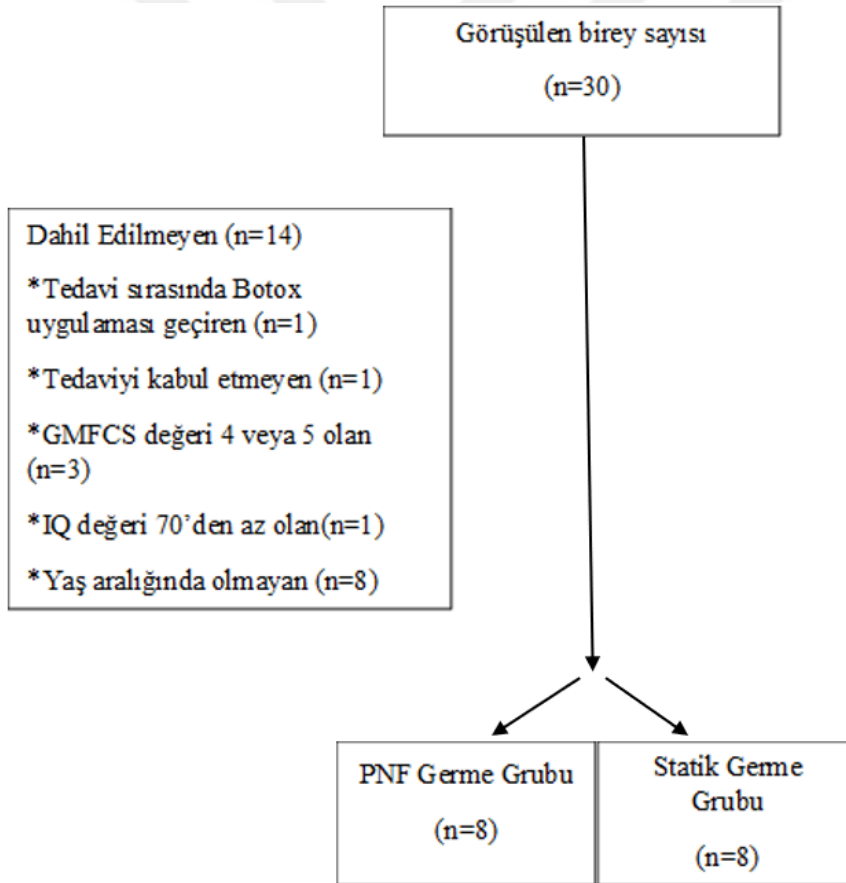 Görüşülen birey sayısı
(n=30)
Dahil Edilmeyen (n=14)
*Tedavi sırasında Botox
uygulaması geçiren (n=1)
*Tedaviyi kabul etmeyen (n=1)
*GMFCS değeri 4 veya 5 olan
(n=3)
*IQ değeri 70’den az olan(n=1)
*Yaş aralığında olmayan (n=8)
PNF Germe Grubu
(n=8)
Statik Germe
Grubu
(n=8)